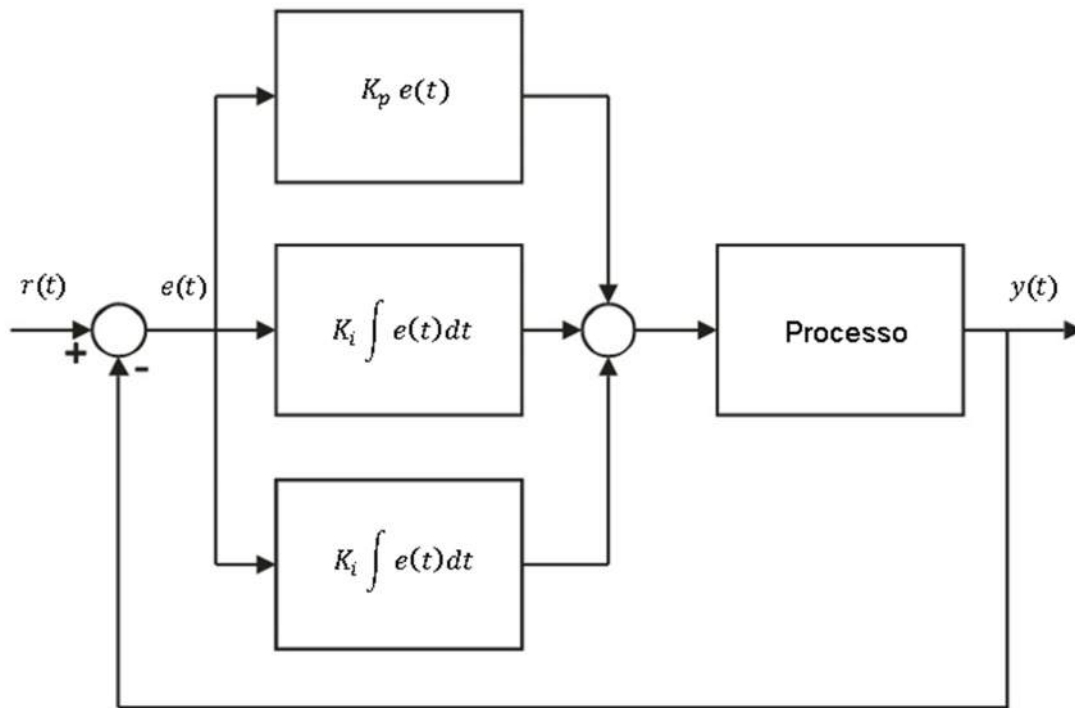 K_p e(t)
r(t)
e(t)
y(t)
+
-
K_i ∫ e(t)dt
Processo
K_i ∫ e(t)dt